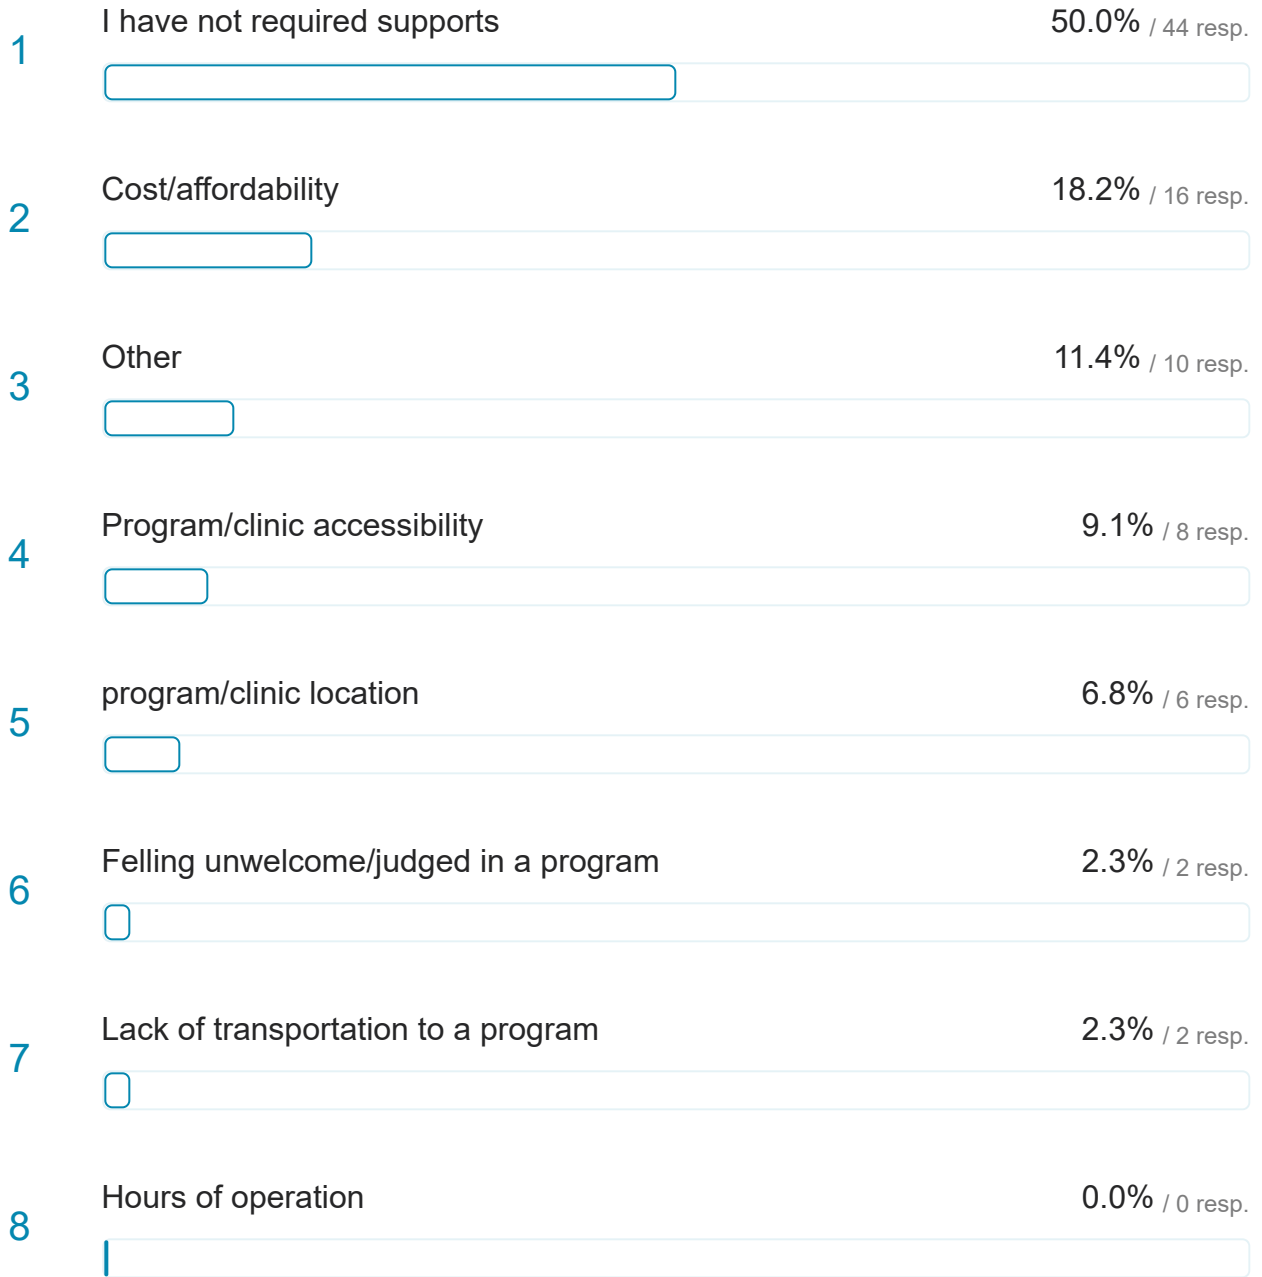 1
I have not required supports 50.0% / 44 resp.
2
Cost/affordability 18.2% / 16 resp.
3
Other 11.4% / 10 resp.
4
Program/clinic accessibility 9.1% / 8 resp.
5
program/clinic location 6.8% / 6 resp.
6
Felling unwelcome/judged in a program 2.3% / 2 resp.
7
Lack of transportation to a program 2.3% / 2 resp.
8
Hours of operation 0.0% / 0 resp.